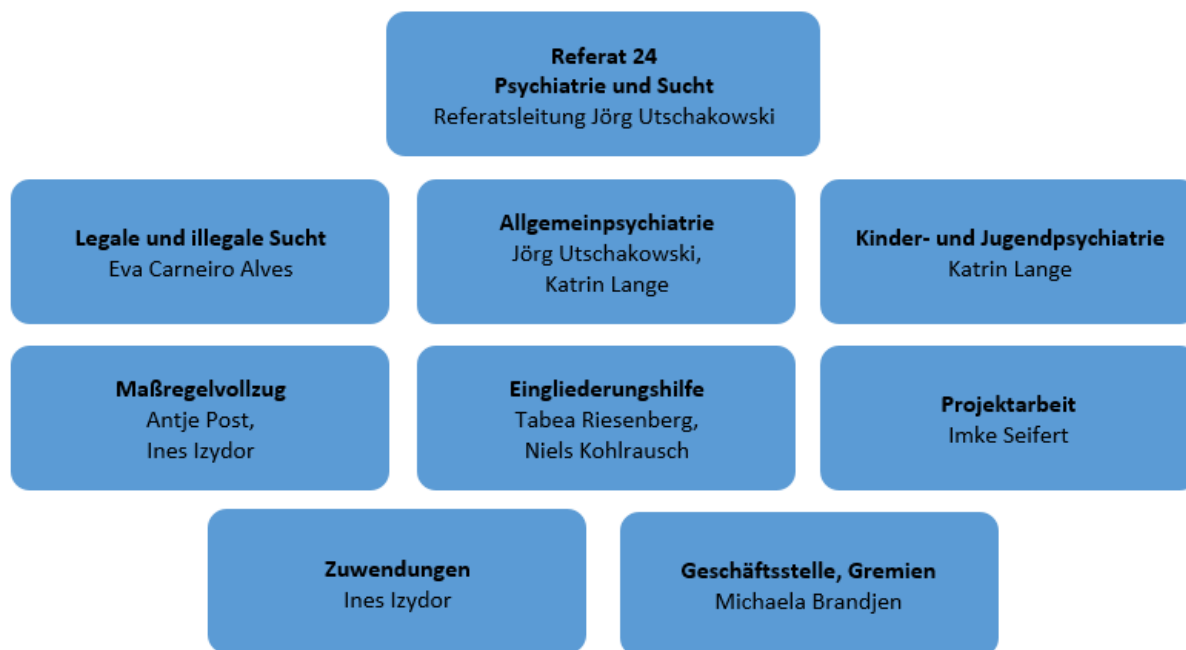 Referat 24
Psychiatrie und Sucht
Referatsleitung Jörg Utschakowski
Legale und illegale Sucht
Eva Carneiro Alves
Allgemeinpsychiatrie
Jörg Utschakowski,
Katrin Lange
Kinder- und Jugendpsychiatrie
Katrin Lange
Maßregelvollzug
Antje Post,
Ines Izydor
Eingliederungshilfe
Tabea Riesenberg,
Niels Kohlrausch
Projektarbeit
Imke Seifert
Zuwendungen
Ines Izydor
Geschäftsstelle, Gremien
Michaela Brandjen